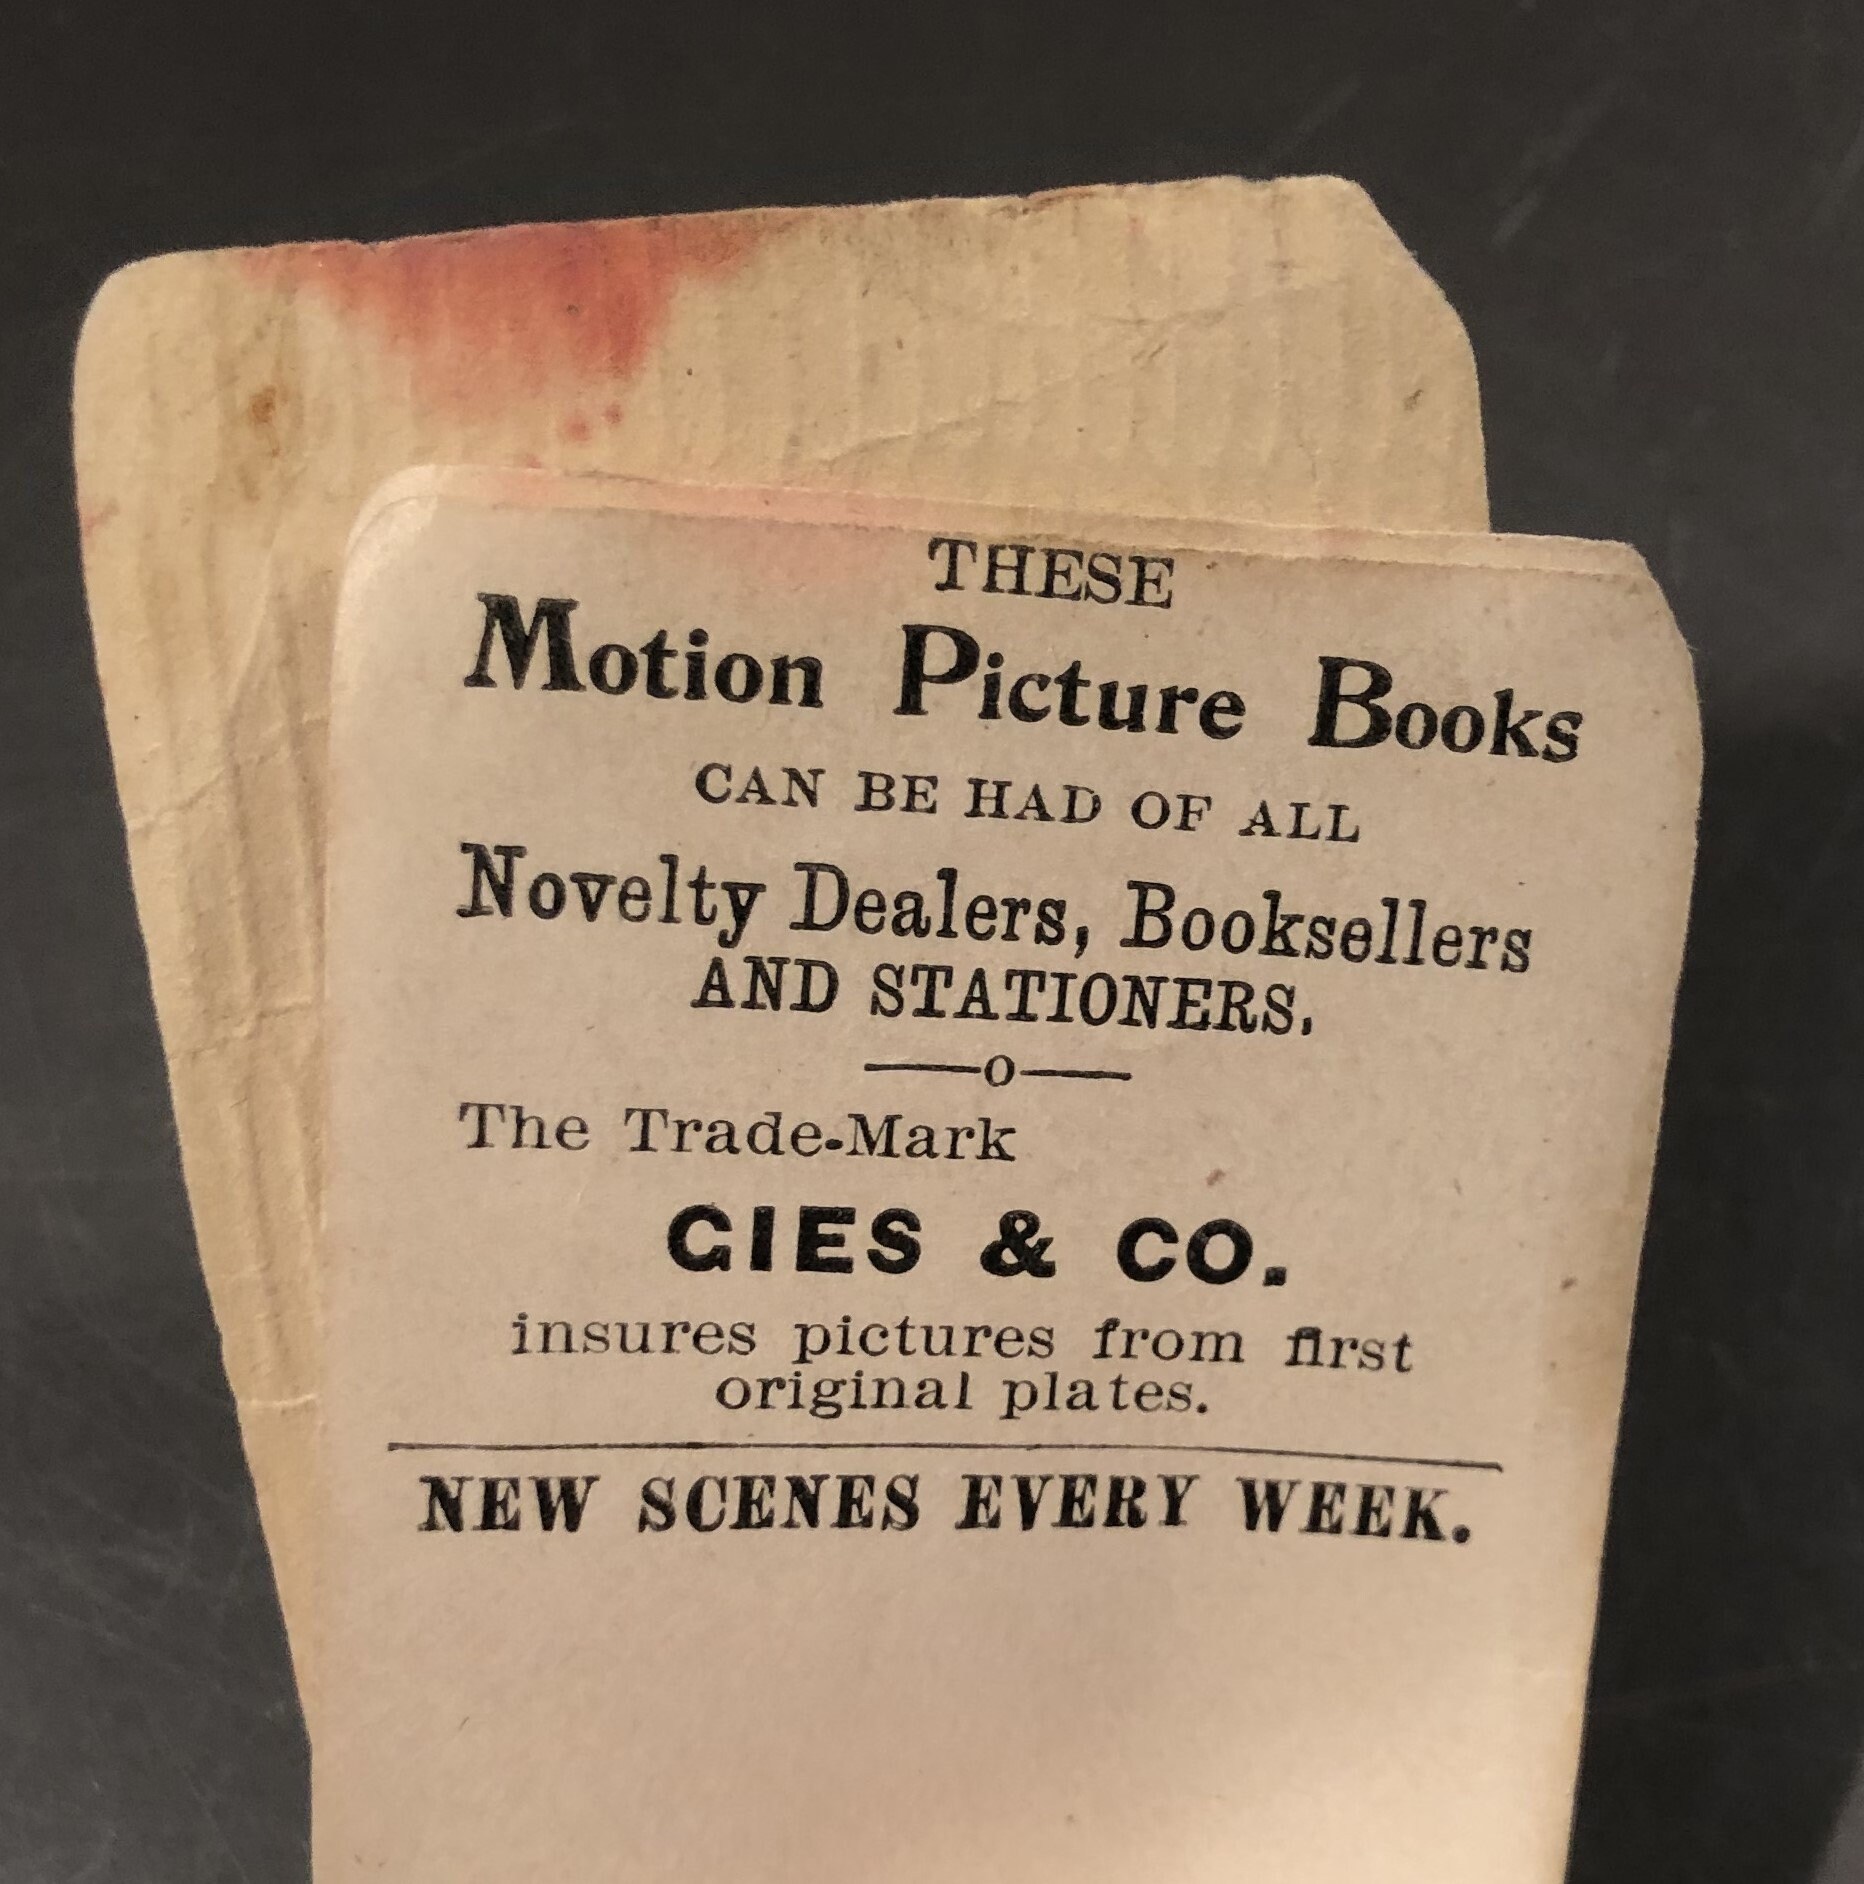 THESE
Motion Picture Books
CAN BE HAD OF ALL
Novelty Dealers, Booksellers
AND STATIONERS.
—o—
The Trade-Mark
GIES & CO.
insures pictures from first
original plates.
NEW SCENES EVERY WEEK.